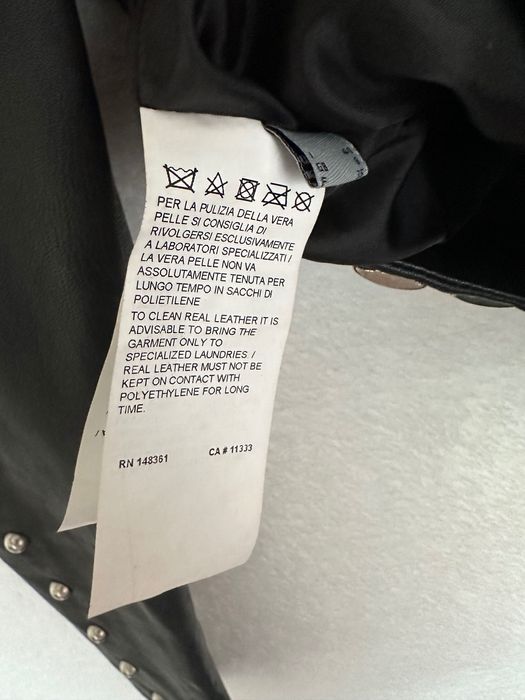 PER LA PULIZIA DELLA VERA
PELLE SI CONSIGLIA DI
RIVOLGERSI ESCLUSIVAMENTE
A LABORATORI SPECIALIZZATI /
LA VERA PELLE NON VA
ASSOLUTAMENTE TENUTA PER
LUNGO TEMPO IN SACCHI DI
POLIETILENE
TO CLEAN REAL LEATHER IT IS
ADVISABLE TO BRING THE
GARMENT ONLY TO
SPECIALIZED LAUNDRIES /
REAL LEATHER MUST NOT BE
KEPT ON CONTACT WITH
POLYETHYLENE FOR LONG
TIME.
RN 148361 CA # 11333